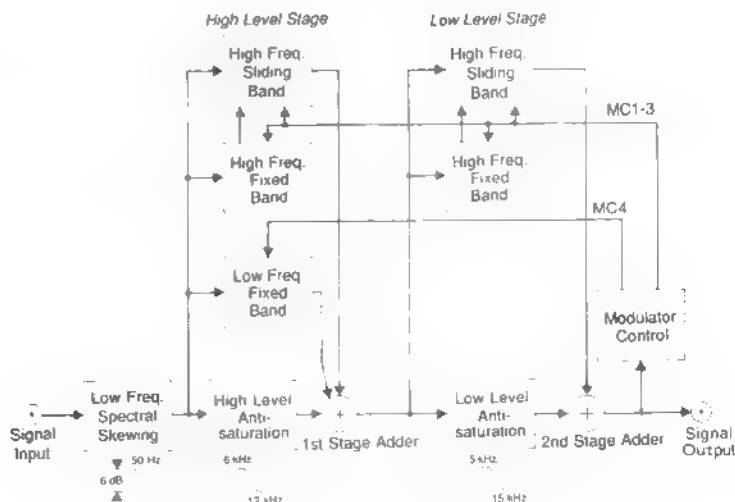 High Level Stage
Low Level Stage
High Freq.
Sliding
Band
High Freq.
Sliding
Band
MC1-3
High Freq.
Fixed
Band
High Freq.
Fixed
Band
MC4
Low Freq
Fixed
Band
Modulator
Control
Low Freq.
Spectral
Skewing
High Level
Anti-
saturation
Low Level
Anti-
saturation
Signal
Input
1st Stage Adder
2nd Stage Adder
Signal
Output
50 Hz
6 kHz
5 kHz
6 dB
12 kHz
15 kHz